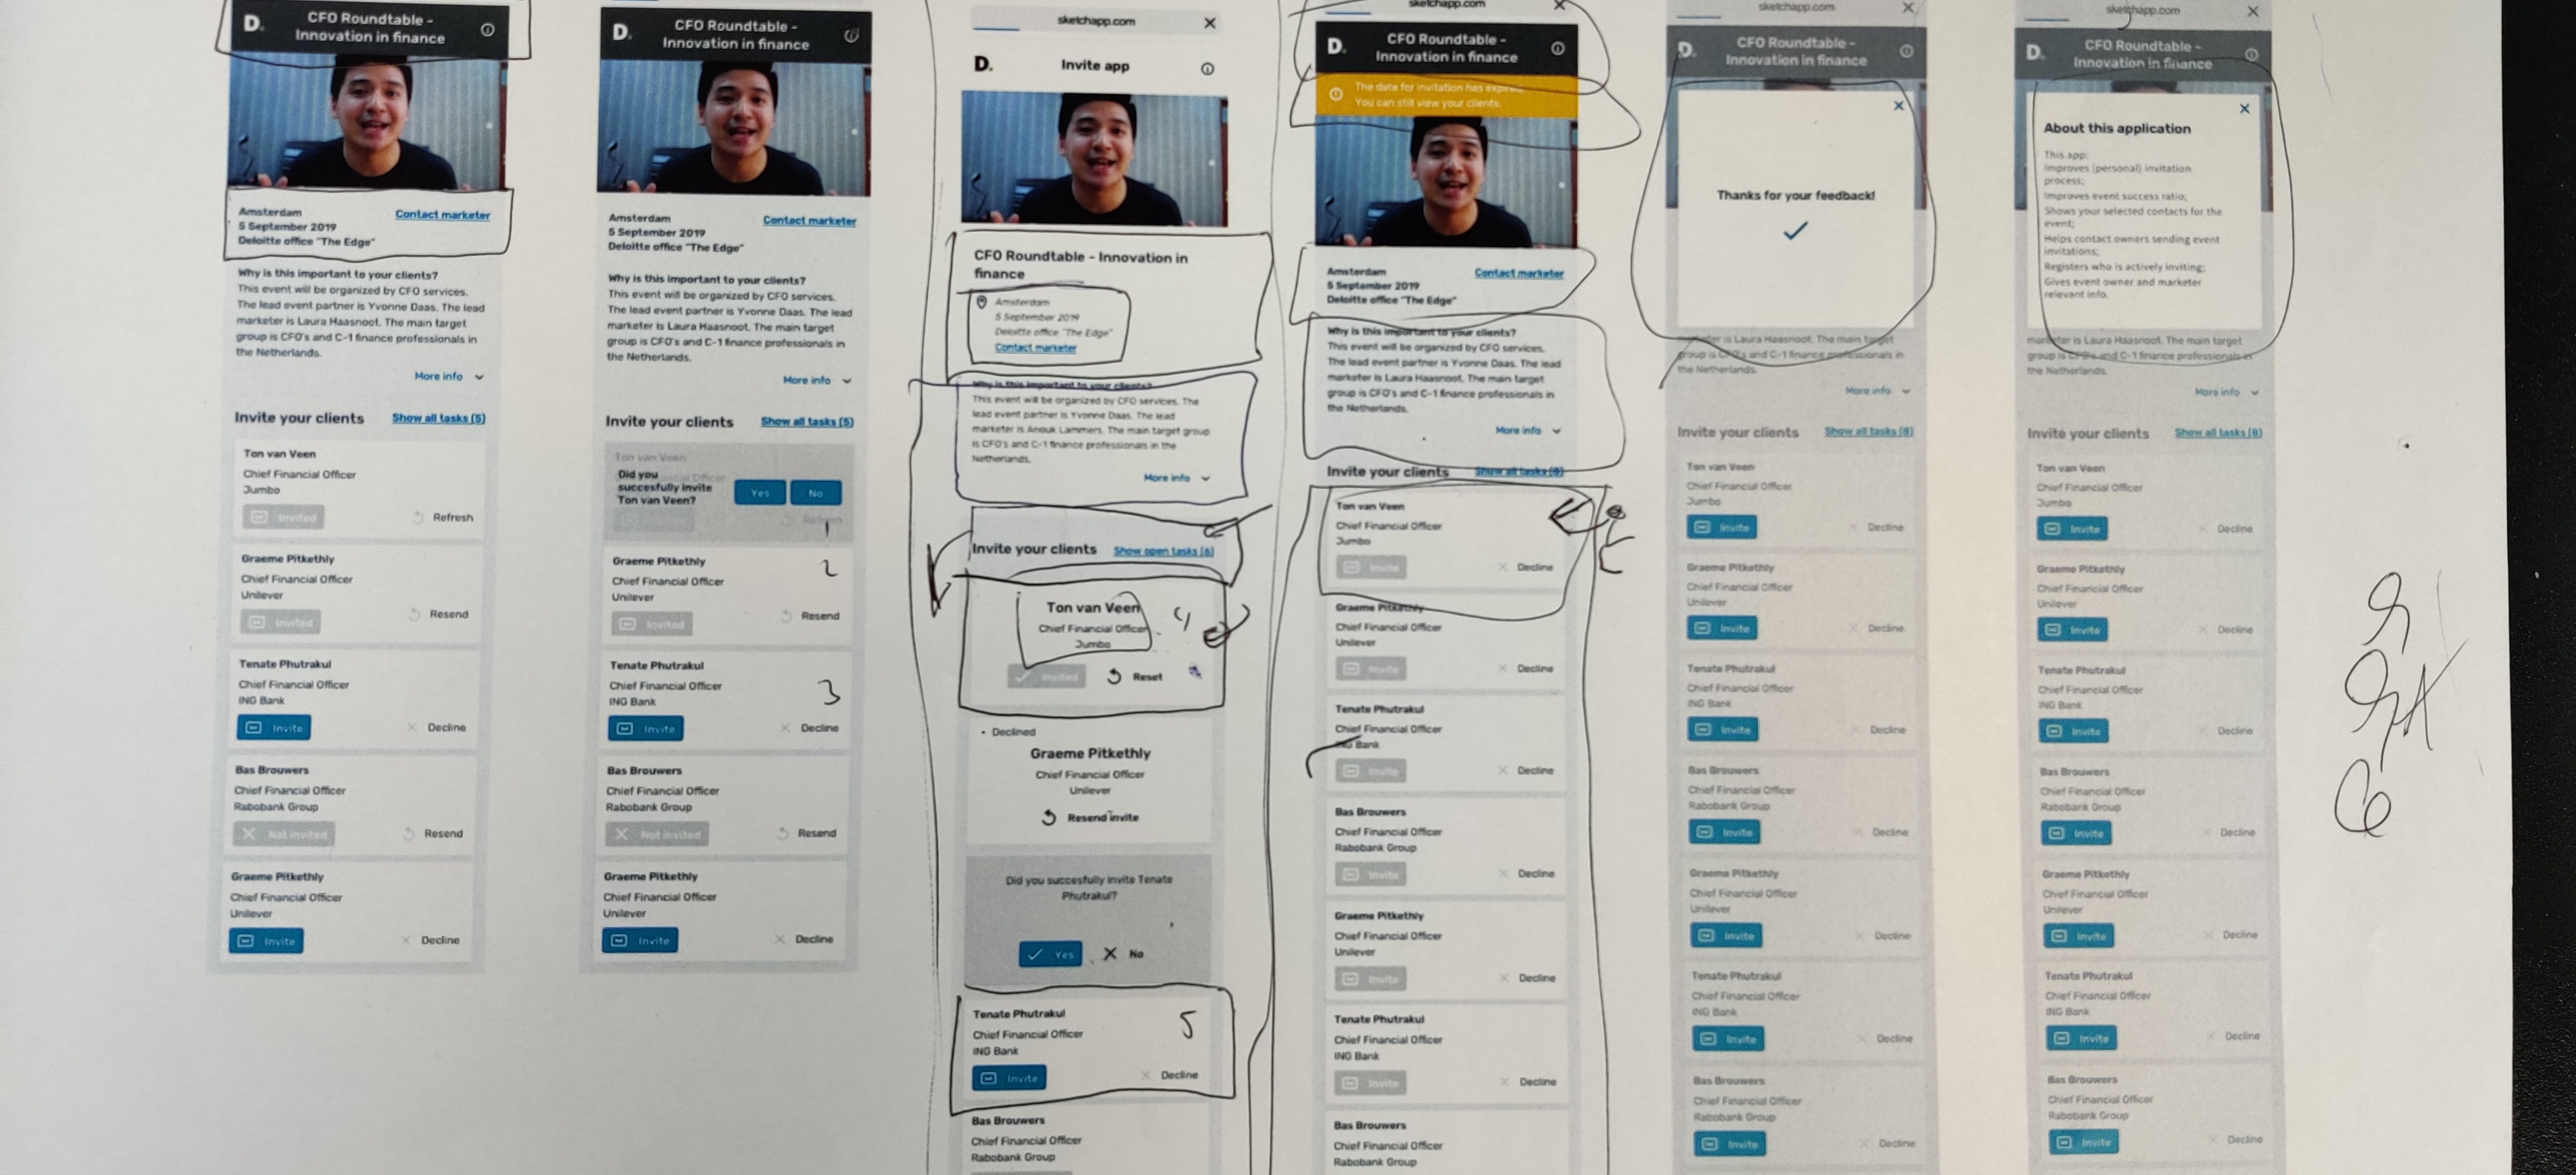 D.
CFO Roundtable -
Innovation in finance
Amsterdam
5 September 2019
Deloitte office "The Edge"
Contact marketer
Why is this important to your clients?
This event will be organized by CFO services.
The lead event partner is Yvonne Daas. The lead
marketer is Laura Haasnoot. The main target
group is CFO's and C-1 finance professionals in
the Netherlands.
More info
Invite your clients
Show all tasks (5)
Ton van Veen
Chief Financial Officer
Jumbo
Invited
Refresh
Graeme Pitkethly
Chief Financial Officer
Unilever
Invited
Resend
Tenate Phutrakul
Chief Financial Officer
ING Bank
Invite
Decline
Bas Brouwers
Chief Financial Officer
Rabobank Group
Not invited
Resend
Graeme Pitkethly
Chief Financial Officer
Unilever
Invite
Decline
D.
CFO Roundtable -
Innovation in finance
Amsterdam
5 September 2019
Deloitte office "The Edge"
Contact marketer
Why is this important to your clients?
This event will be organized by CFO services.
The lead event partner is Yvonne Daas. The lead
marketer is Laura Haasnoot. The main target
group is CFO's and C-1 finance professionals in
the Netherlands.
More info
Invite your clients
Show all tasks (5)
Ton van Veen
Did you
succesfully invite
Ton van Veen?
Yes
No
1
Graeme Pitkethly
Chief Financial Officer
Unilever
Invited
Resend
2
Tenate Phutrakul
Chief Financial Officer
ING Bank
Invite
Decline
3
Bas Brouwers
Chief Financial Officer
Rabobank Group
Not invited
Resend
Graeme Pitkethly
Chief Financial Officer
Unilever
Invite
Decline
sketchapp.com
D.
Invite app
CFO Roundtable - Innovation in
finance
Amsterdam
5 September 2019
Deloitte office "The Edge"
Contact marketer
Why is this important to your clients?
This event will be organized by CFO services. The
lead event partner is Yvonne Daas. The lead
marketer is Anouk Lammers. The main target group
is CFO's and C-1 finance professionals in the
Netherlands.
More info
Invite your clients
Show open tasks (6)
Ton van Veen
Chief Financial Officer
Jumbo
Invited
Reset
4
• Declined
Graeme Pitkethly
Chief Financial Officer
Unilever
Resend invite
Did you succesfully invite Tenate
Phutrakul?
Yes
No
Tenate Phutrakul
Chief Financial Officer
ING Bank
Invite
Decline
5
Bas Brouwers
Chief Financial Officer
Rabobank Group
sketchapp.com
D.
CFO Roundtable -
Innovation in finance
The date for invitation has
You can still view your clients.
Amsterdam
5 September 2019
Deloitte office "The Edge"
Contact marketer
Why is this important to your clients?
This event will be organized by CFO services.
The lead event partner is Yvonne Daas. The lead
marketer is Laura Haasnoot. The main target
group is CFO's and C-1 finance professionals in
the Netherlands.
More info
Invite your clients
Show all tasks (8)
Ton van Veen
Chief Financial Officer
Jumbo
Invite
Decline
Graeme Pitkethly
Chief Financial Officer
Unilever
Invite
Decline
Tenate Phutrakul
Chief Financial Officer
Bank
Invite
Decline
Bas Brouwers
Chief Financial Officer
Rabobank Group
Invite
Decline
Graeme Pitkethly
Chief Financial Officer
Unilever
Invite
Decline
Tenate Phutrakul
Chief Financial Officer
ING Bank
Invite
Decline
Bas Brouwers
Chief Financial Officer
Rabobank Group
sketchapp.com
D.
CFO Roundtable -
Innovation in finance
Thanks for your feedback!
is Laura Haasnoot. The main target
group is CFO's and C-1 finance professionals in
the Netherlands.
More info
Invite your clients
Show all tasks (8)
Ton van Veen
Chief Financial Officer
Jumbo
Invite
Decline
Graeme Pitkethly
Chief Financial Officer
Unilever
Invite
Decline
Tenate Phutrakul
Chief Financial Officer
ING Bank
Invite
Decline
Bas Brouwers
Chief Financial Officer
Rabobank Group
Invite
Decline
Graeme Pitkethly
Chief Financial Officer
Unilever
Invite
Decline
Tenate Phutrakul
Chief Financial Officer
ING Bank
Invite
Decline
Bas Brouwers
Chief Financial Officer
Rabobank Group
Invite
Decline
sketchapp.com
D.
CFO Roundtable -
Innovation in finance
About this application
This app:
Improves (personal) invitation
process;
Improves event success ratio;
Shows your selected contacts for the
event;
Helps contact owners sending event
invitations;
Registers who is actively inviting;
Gives event owner and marketer
relevant info.
marketer is Laura Haasnoot. The main target
group is CFO's and C-1 finance professionals in
the Netherlands.
More info
Invite your clients
Show all tasks (8)
Ton van Veen
Chief Financial Officer
Jumbo
Invite
Decline
Graeme Pitkethly
Chief Financial Officer
Unilever
Invite
Decline
Tenate Phutrakul
Chief Financial Officer
ING Bank
Invite
Decline
Bas Brouwers
Chief Financial Officer
Rabobank Group
Invite
Decline
Graeme Pitkethly
Chief Financial Officer
Unilever
Invite
Decline
Tenate Phutrakul
Chief Financial Officer
ING Bank
Invite
Decline
Bas Brouwers
Chief Financial Officer
Rabobank Group
Invite
Decline